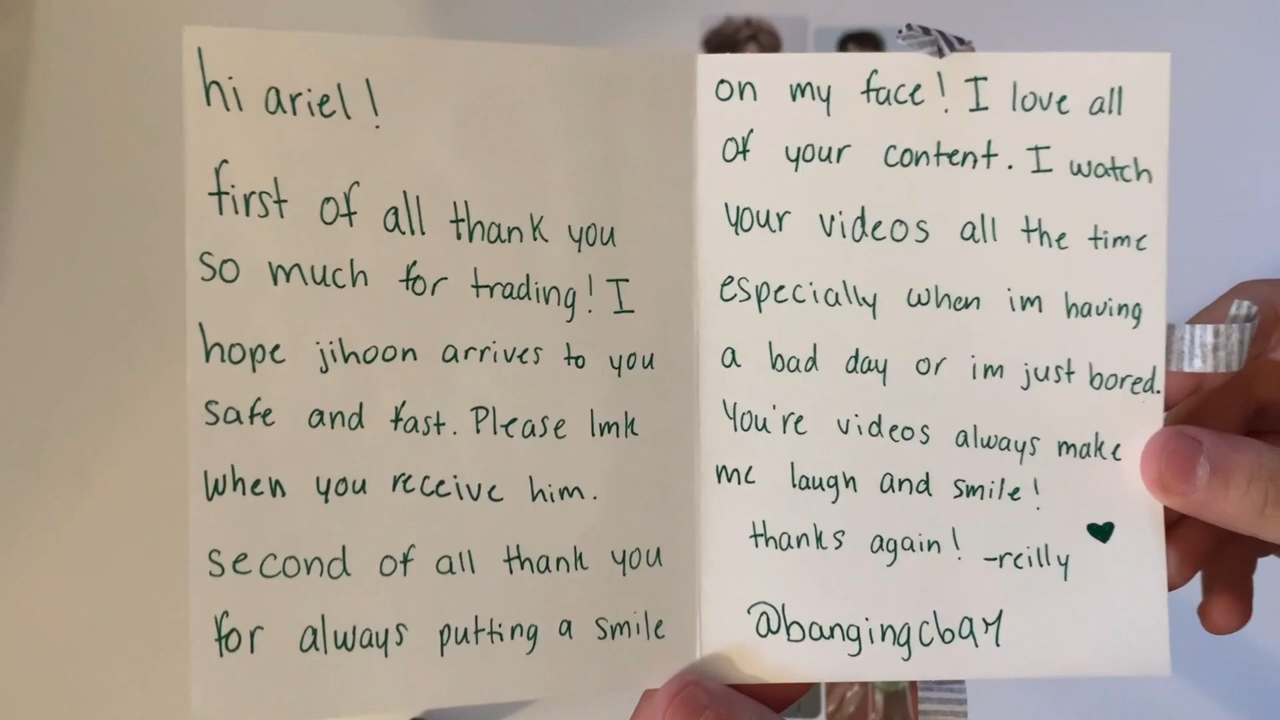 hi ariel!
first of all thank you
so much for trading! I
hope jihoon arrives to you
safe and fast. Please lmk
when you receive him.
second of all thank you
for always putting a smile
on my face! I love all
of your content. I watch
your videos all the time
especially when im having
a bad day or im just bored.
You're videos always make
me laugh and smile!
thanks again! -reilly